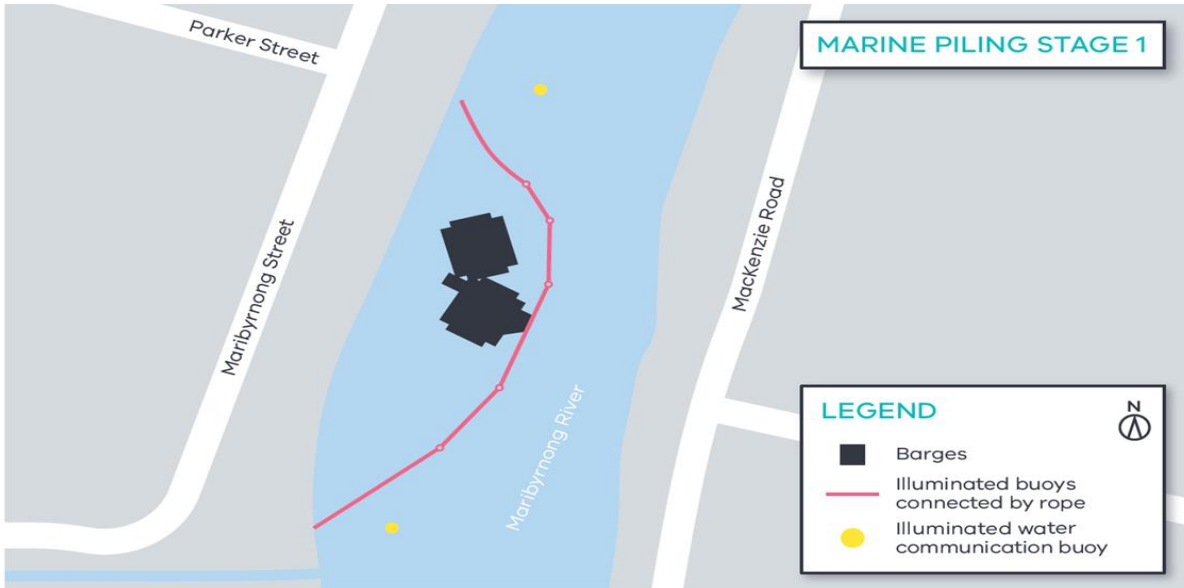 Parker Street
MARINE PILING STAGE 1
Maribyrnong Street
MacKenzie Road
Maribyrnong River
LEGEND
N
Barges
Illuminated buoys
connected by rope
Illuminated water
communication buoy